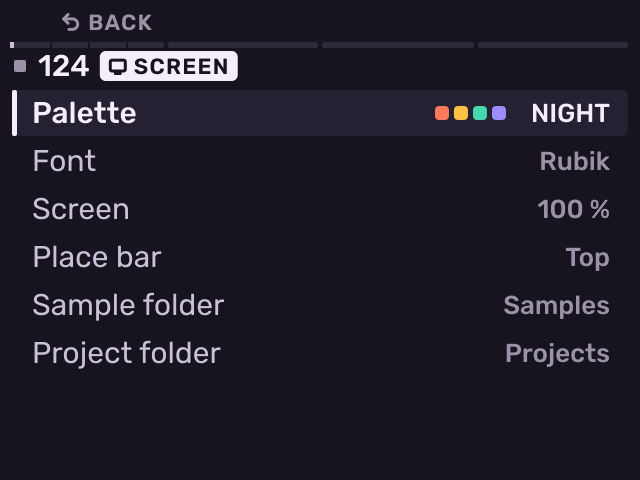 BACK
124 SCREEN
Palette NIGHT
Font Rubik
Screen 100 %
Place bar Top
Sample folder Samples
Project folder Projects